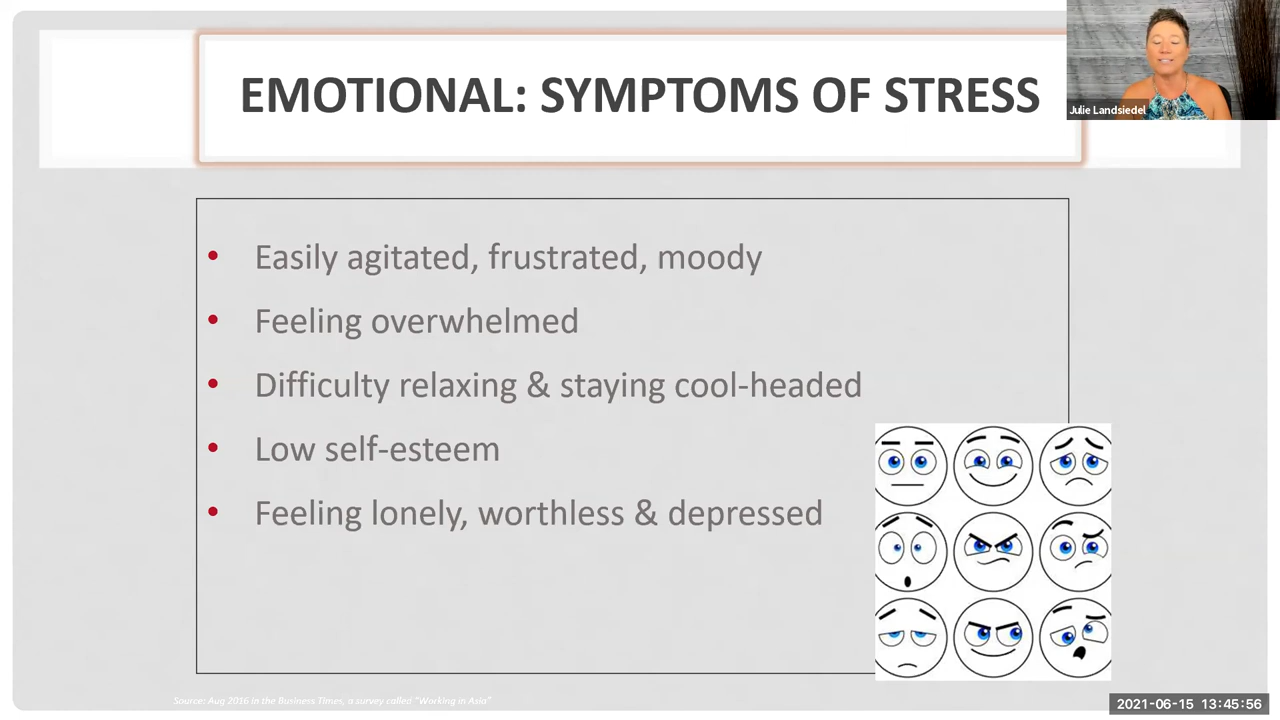 EMOTIONAL: SYMPTOMS OF STRESS
Julie Landsiedel
• Easily agitated, frustrated, moody
• Feeling overwhelmed
• Difficulty relaxing & staying cool-headed
• Low self-esteem
• Feeling lonely, worthless & depressed
Source: Aug 2016 in the Business Times, a survey called "Working in Asia"
2021-06-15 13:45:56